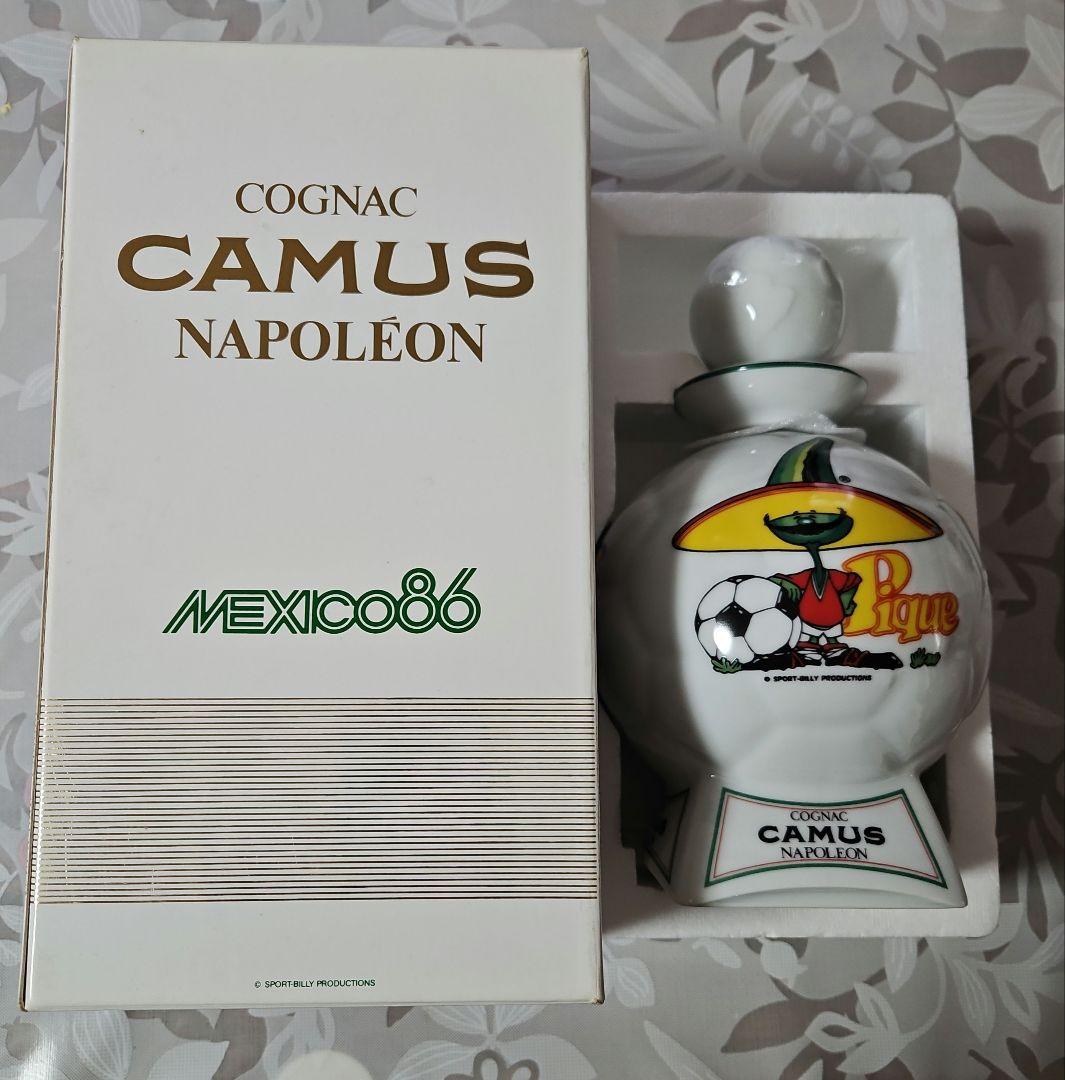 COGNAC
CAMUS
NAPOLÉON
MEXICO86
© SPORT-BILLY PRODUCTIONS
®
Pique
© SPORT-BILLY PRODUCTIONS
COGNAC
CAMUS
NAPOLEON